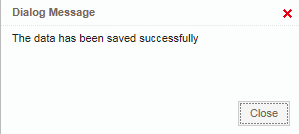 Dialog Message
The data has been saved successfully
Close